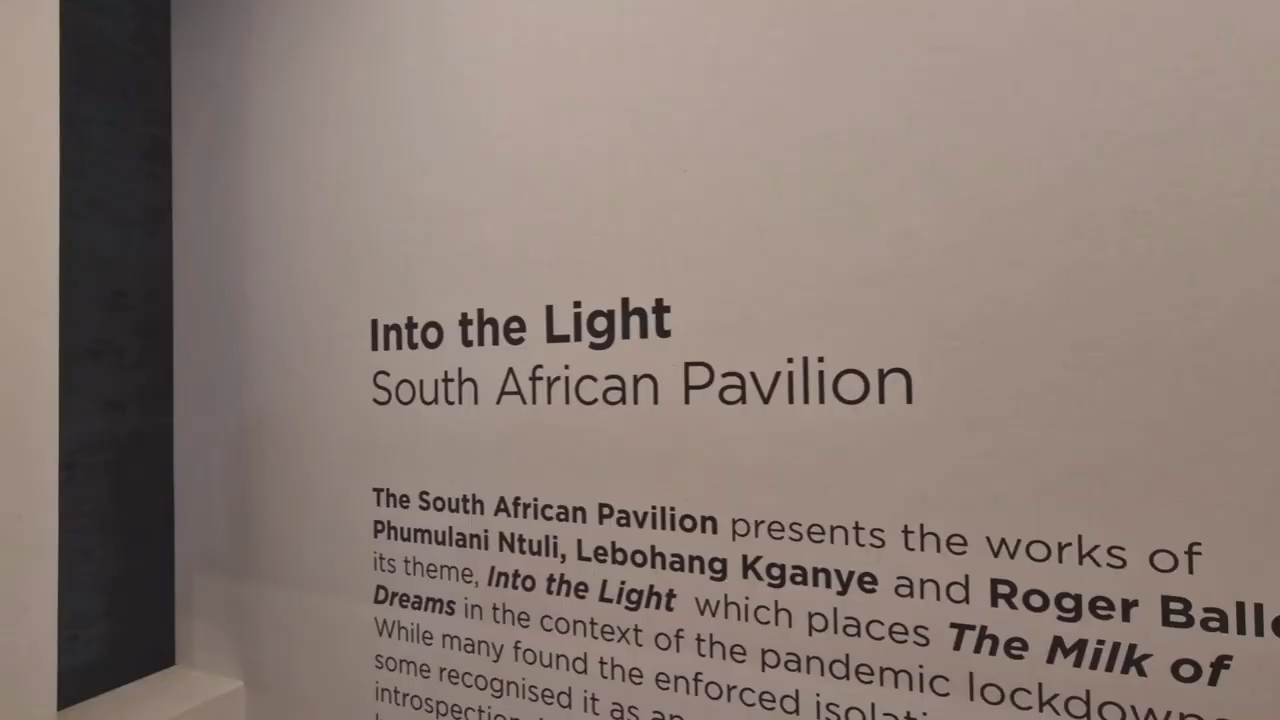 Into the Light
South African Pavilion
The South African Pavilion presents the works of
Phumulani Ntuli, Lebohang Kganye and Roger
its theme, Into the Light which places The Milk of
Dreams in the context of the pandemic
While many found the enforced
some recognised it as an